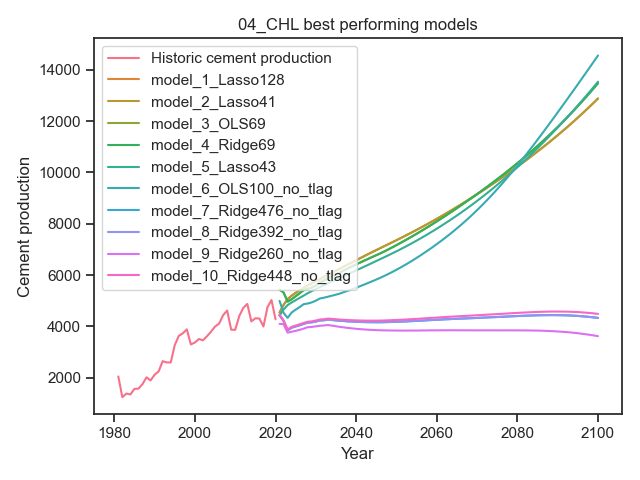 04_CHL best performing models
Cement production
14000
12000
10000
8000
6000
4000
2000
Historic cement production
model_1_Lasso128
model_2_Lasso41
model_3_OLS69
model_4_Ridge69
model_5_Lasso43
model_6_OLS100_no_tlag
model_7_Ridge476_no_tlag
model_8_Ridge392_no_tlag
model_9_Ridge260_no_tlag
model_10_Ridge448_no_tlag
1980 2000 2020 2040 2060 2080 2100
Year